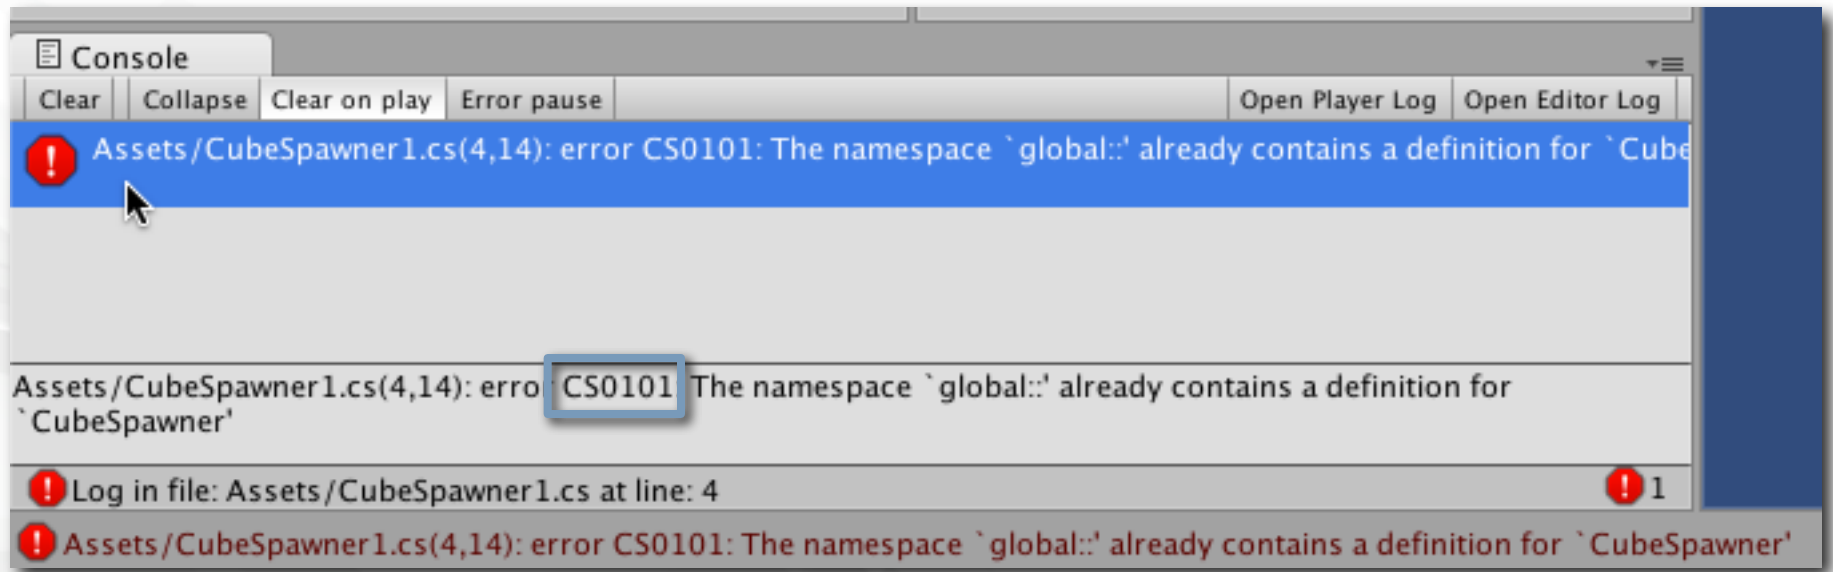 Console
Clear Collapse Clear on play Error pause Open Player Log Open Editor Log
Assets/CubeSpawner1.cs(4,14): error CS0101: The namespace `global::' already contains a definition for `Cube
Assets/CubeSpawner1.cs(4,14): erro CS0101 The namespace `global::' already contains a definition for
`CubeSpawner'
Log in file: Assets/CubeSpawner1.cs at line: 4 1
Assets/CubeSpawner1.cs(4,14): error CS0101: The namespace `global::' already contains a definition for `CubeSpawner'